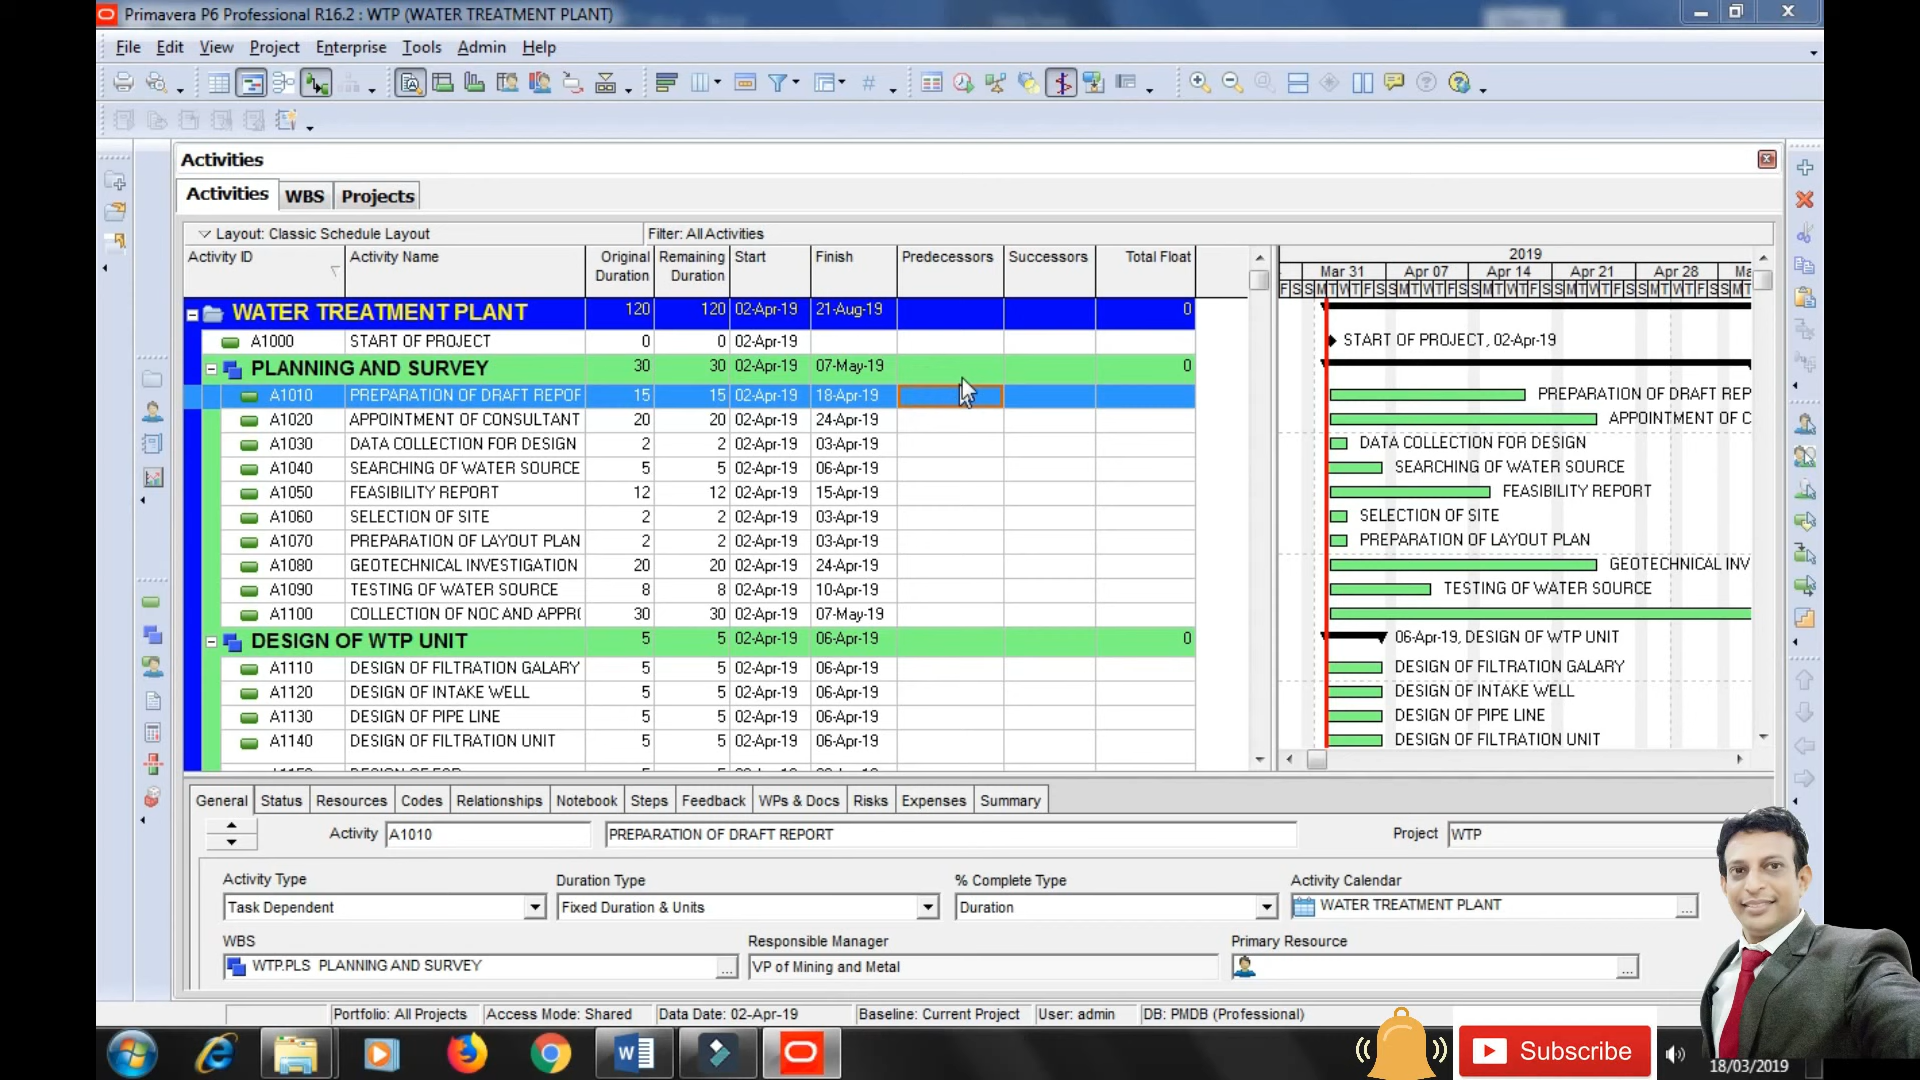 Primavera P6 Professional R16.2 : WTP (WATER TREATMENT PLANT)
File Edit View Project Enterprise Tools Admin Help
Activities
Activities WBS Projects
Layout: Classic Schedule Layout Filter: All Activities
Activity ID Activity Name Original Duration Remaining Duration Start Finish Predecessors Successors Total Float
2019
Mar 31 Apr 07 Apr 14 Apr 21 Apr 28 Ma
WATER TREATMENT PLANT 120 120 02-Apr-19 21-Aug-19 0
A1000 START OF PROJECT 0 0 02-Apr-19 START OF PROJECT, 02-Apr-19
PLANNING AND SURVEY 30 30 02-Apr-19 07-May-19 0
A1010 PREPARATION OF DRAFT REPOF 15 15 02-Apr-19 18-Apr-19 PREPARATION OF DRAFT REP
A1020 APPOINTMENT OF CONSULTANT 20 20 02-Apr-19 24-Apr-19 APPOINTMENT OF C
A1030 DATA COLLECTION FOR DESIGN 2 2 02-Apr-19 03-Apr-19 DATA COLLECTION FOR DESIGN
A1040 SEARCHING OF WATER SOURCE 5 5 02-Apr-19 06-Apr-19 SEARCHING OF WATER SOURCE
A1050 FEASIBILITY REPORT 12 12 02-Apr-19 15-Apr-19 FEASIBILITY REPORT
A1060 SELECTION OF SITE 2 2 02-Apr-19 03-Apr-19 SELECTION OF SITE
A1070 PREPARATION OF LAYOUT PLAN 2 2 02-Apr-19 03-Apr-19 PREPARATION OF LAYOUT PLAN
A1080 GEOTECHNICAL INVESTIGATION 20 20 02-Apr-19 24-Apr-19 GEOTECHNICAL INV
A1090 TESTING OF WATER SOURCE 8 8 02-Apr-19 10-Apr-19 TESTING OF WATER SOURCE
A1100 COLLECTION OF NOC AND APPR( 30 30 02-Apr-19 07-May-19
DESIGN OF WTP UNIT 5 5 02-Apr-19 06-Apr-19 0 06-Apr-19, DESIGN OF WTP UNIT
A1110 DESIGN OF FILTRATION GALARY 5 5 02-Apr-19 06-Apr-19 DESIGN OF FILTRATION GALARY
A1120 DESIGN OF INTAKE WELL 5 5 02-Apr-19 06-Apr-19 DESIGN OF INTAKE WELL
A1130 DESIGN OF PIPE LINE 5 5 02-Apr-19 06-Apr-19 DESIGN OF PIPE LINE
A1140 DESIGN OF FILTRATION UNIT 5 5 02-Apr-19 06-Apr-19 DESIGN OF FILTRATION UNIT
General Status Resources Codes Relationships Notebook Steps Feedback WPs & Docs Risks Expenses Summary
Activity A1010 PREPARATION OF DRAFT REPORT Project WTP
Activity Type Duration Type % Complete Type Activity Calendar
Task Dependent Fixed Duration & Units Duration WATER TREATMENT PLANT
WBS Responsible Manager Primary Resource
WTP.PLS PLANNING AND SURVEY VP of Mining and Metal
Portfolio: All Projects Access Mode: Shared Data Date: 02-Apr-19 Baseline: Current Project User: admin DB: PMDB (Professional)
Subscribe
18/03/2019